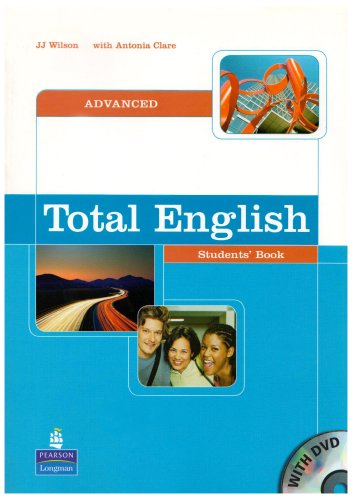 JJ Wilson with Antonia Clare
ADVANCED
Total English
Students' Book
WITH DVD
PEARSON
Longman